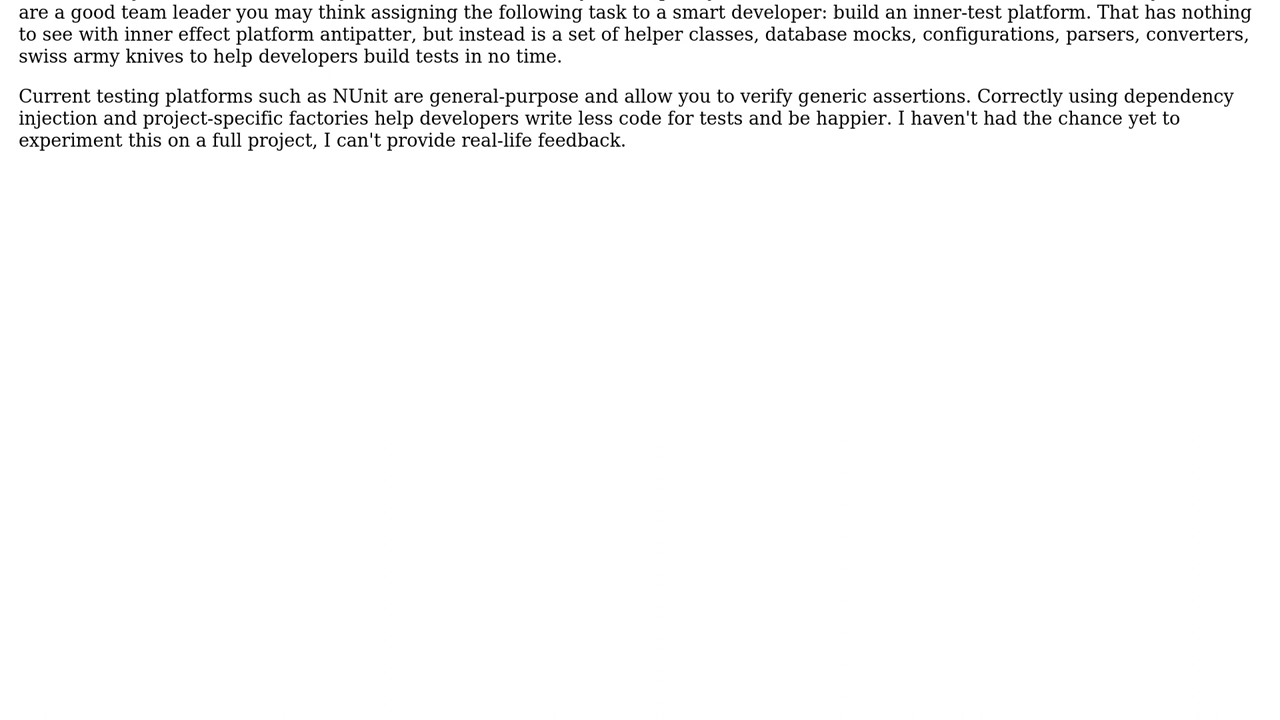 are a good team leader you may think assigning the following task to a smart developer: build an inner-test platform. That has nothing
to see with inner effect platform antipatter, but instead is a set of helper classes, database mocks, configurations, parsers, converters,
swiss army knives to help developers build tests in no time.
Current testing platforms such as NUnit are general-purpose and allow you to verify generic assertions. Correctly using dependency
injection and project-specific factories help developers write less code for tests and be happier. I haven't had the chance yet to
experiment this on a full project, I can't provide real-life feedback.